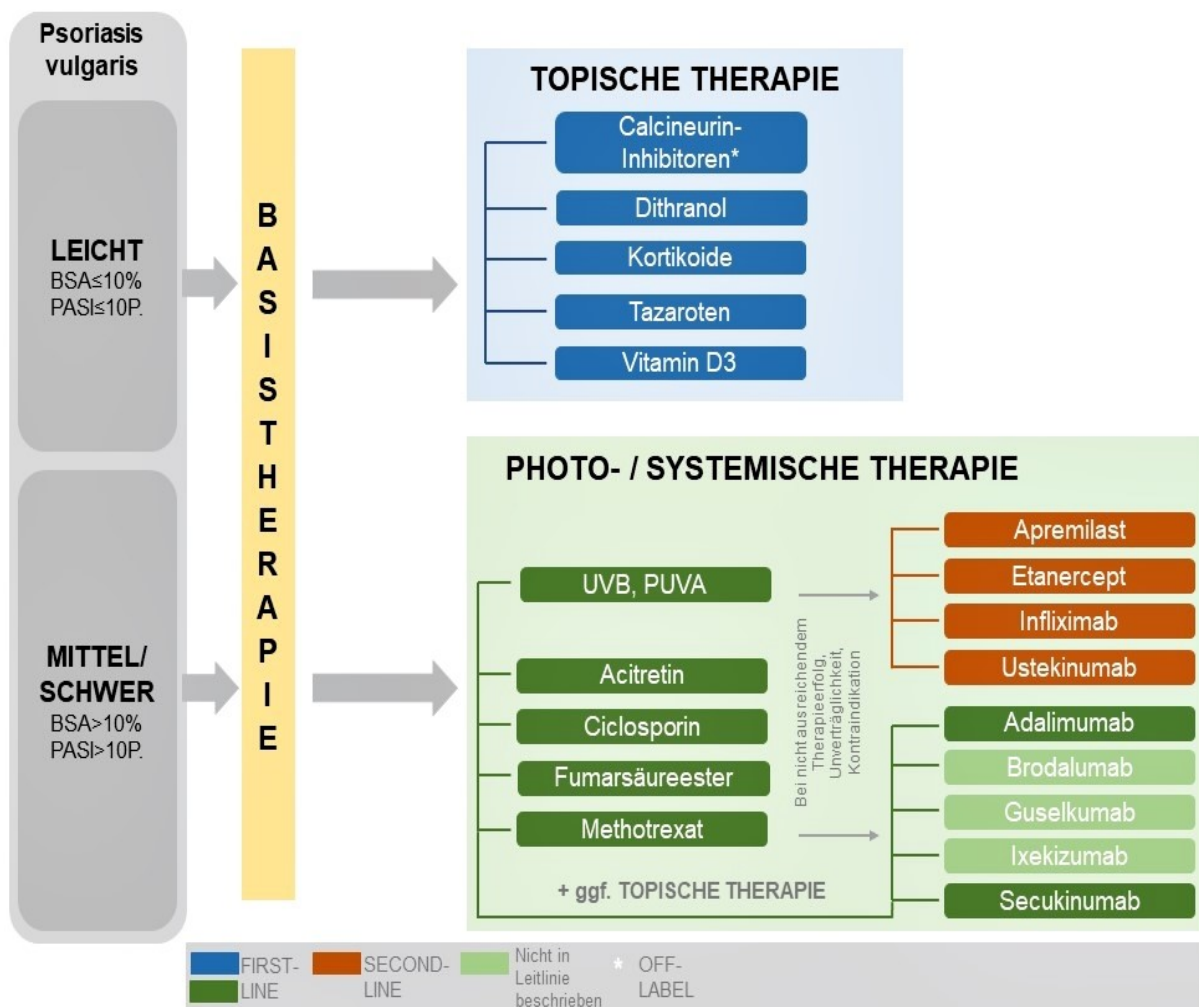 Psoriasis
vulgaris
LEICHT
BSA≤10%
PASI≤10P.
MITTEL/
SCHWER
BSA>10%
PASI>10P.
BASISTHERAPIE
TOPISCHE THERAPIE
Calcineurin-
Inhibitoren*
Dithranol
Kortikoide
Tazaroten
Vitamin D3
PHOTO- / SYSTEMISCHE THERAPIE
UVB, PUVA
Acitretin
Ciclosporin
Fumarsäureester
Methotrexat
+ ggf. TOPISCHE THERAPIE
Bei nicht ausreichendem
Therapieerfolg,
Unverträglichkeit,
Kontraindikation
Apremilast
Etanercept
Infliximab
Ustekinumab
Adalimumab
Brodalumab
Guselkumab
Ixekizumab
Secukinumab
FIRST-
LINE
SECOND-
LINE
Nicht in
Leitlinie
beschrieben
* OFF-
LABEL